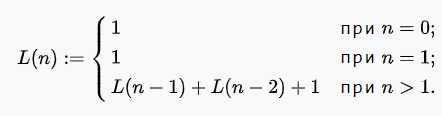 1 при n = 0;
L(n) := { 1 при n = 1;
L(n − 1) + L(n − 2) + 1 при n > 1.